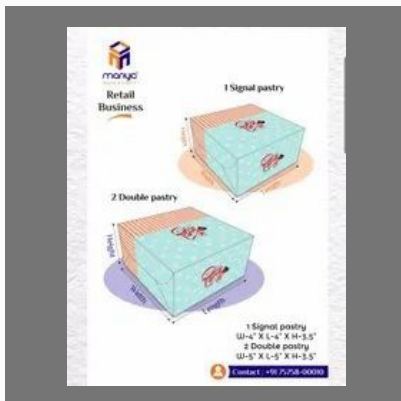 manya
Retail
Business
1 Signal pastry
2 Double pastry
Height
Width
Length
1 Signal pastry
W-4" X L-4" X H-3.5"
2 Double pastry
W-5" X L-5" X H-3.5"
Contact : +91 75758-00010